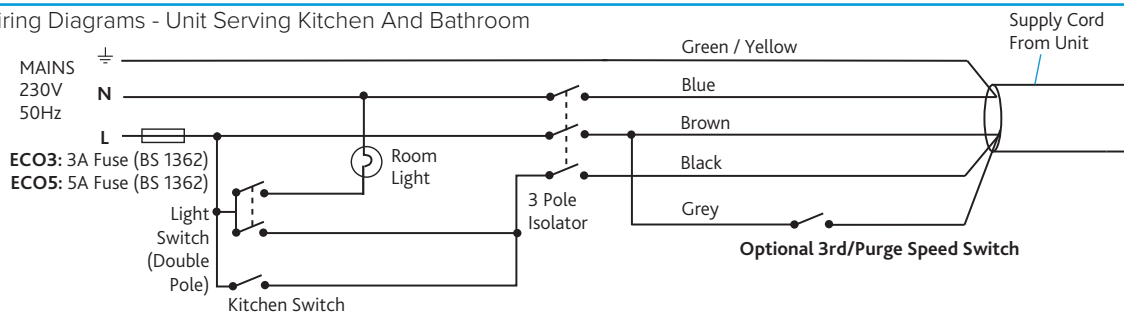 iring Diagrams - Unit Serving Kitchen And Bathroom
Supply Cord
From Unit
Green / Yellow
MAINS
230V
50Hz
N
Blue
L
Brown
ECO3: 3A Fuse (BS 1362)
ECO5: 5A Fuse (BS 1362)
Room
Light
Black
3 Pole
Isolator
Grey
Light
Switch
(Double
Pole)
Optional 3rd/Purge Speed Switch
Kitchen Switch